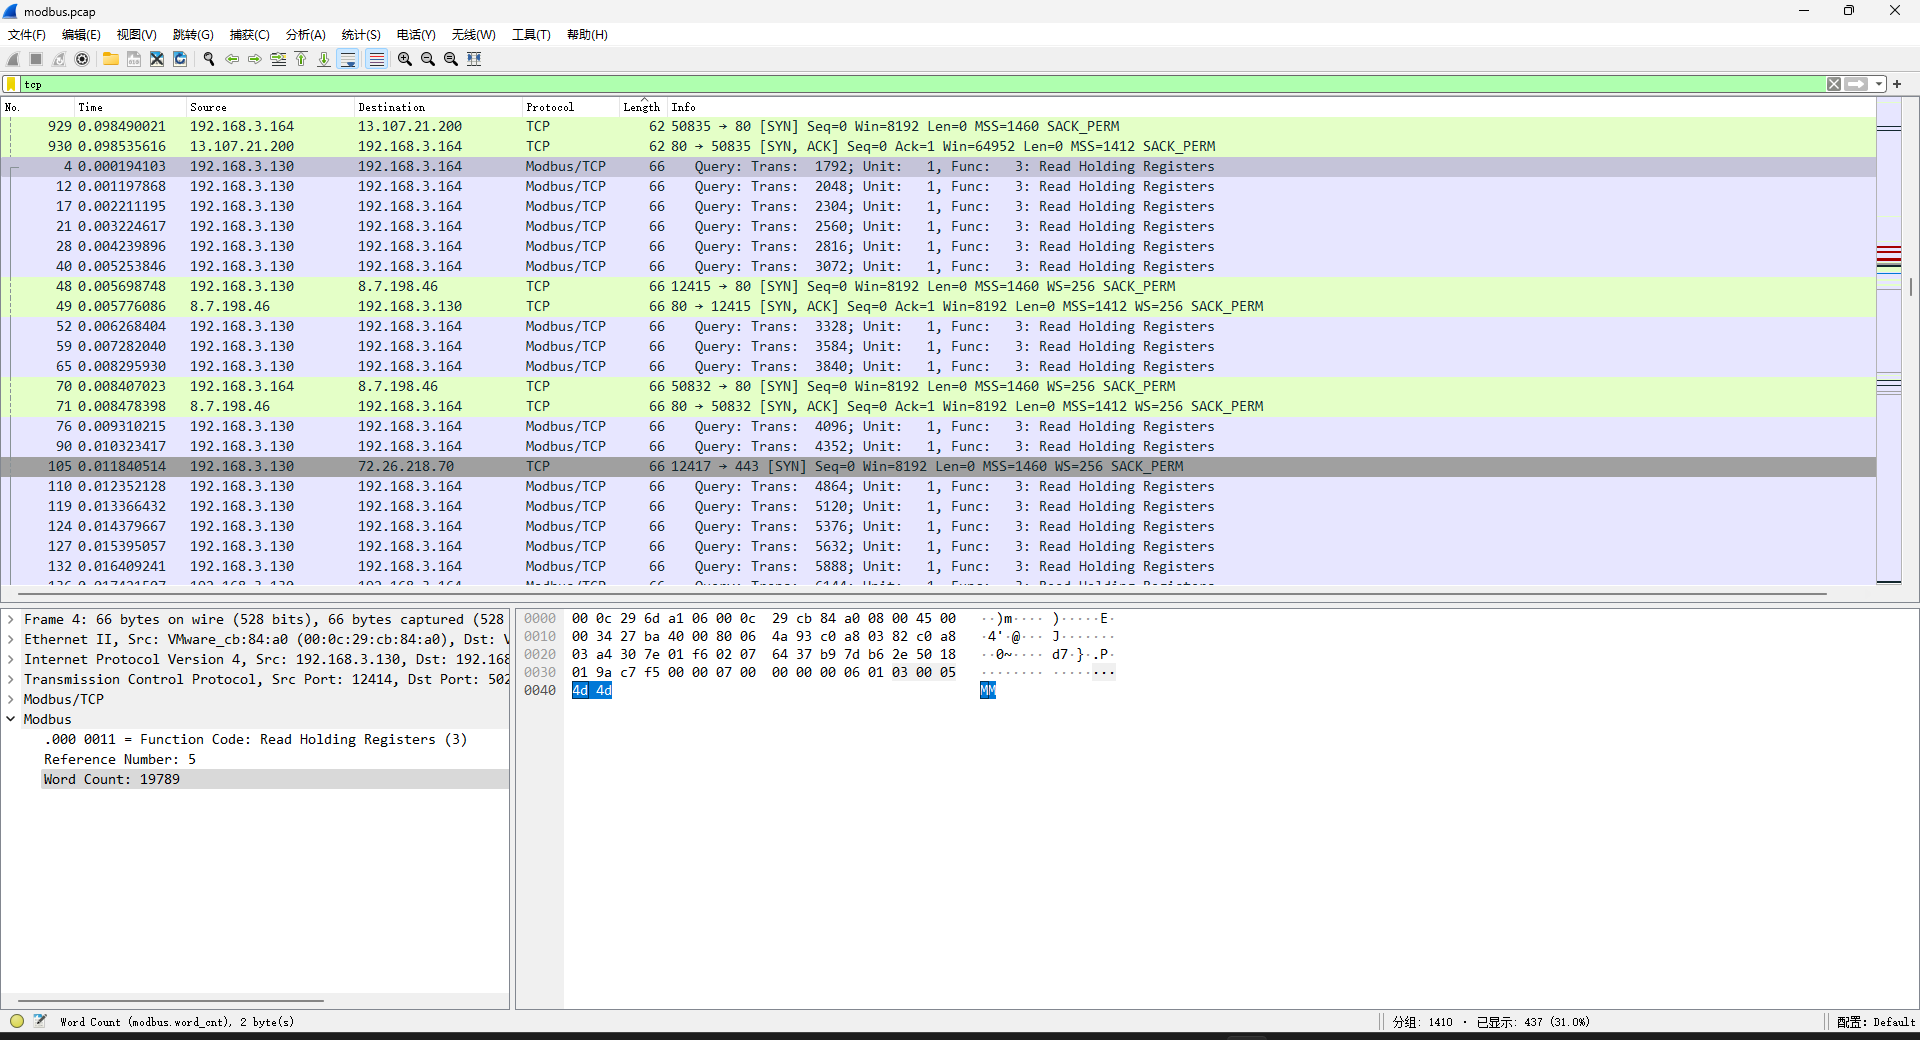 modbus.pcap
文件(F) 编辑(E) 视图(V) 跳转(G) 捕获(C) 分析(A) 统计(S) 电话(Y) 无线(W) 工具(T) 帮助(H)
tcp
No. Time Source Destination Protocol Length Info
929 0.098490021 192.168.3.164 13.107.21.200 TCP 62 50835 → 80 [SYN] Seq=0 Win=8192 Len=0 MSS=1460 SACK_PERM
930 0.098535616 13.107.21.200 192.168.3.164 TCP 62 80 → 50835 [SYN, ACK] Seq=0 Ack=1 Win=64952 Len=0 MSS=1412 SACK_PERM
4 0.000194103 192.168.3.130 192.168.3.164 Modbus/TCP 66 Query: Trans: 1792; Unit: 1, Func: 3: Read Holding Registers
12 0.001197868 192.168.3.130 192.168.3.164 Modbus/TCP 66 Query: Trans: 2048; Unit: 1, Func: 3: Read Holding Registers
17 0.002211195 192.168.3.130 192.168.3.164 Modbus/TCP 66 Query: Trans: 2304; Unit: 1, Func: 3: Read Holding Registers
21 0.003224617 192.168.3.130 192.168.3.164 Modbus/TCP 66 Query: Trans: 2560; Unit: 1, Func: 3: Read Holding Registers
28 0.004239896 192.168.3.130 192.168.3.164 Modbus/TCP 66 Query: Trans: 2816; Unit: 1, Func: 3: Read Holding Registers
40 0.005253846 192.168.3.130 192.168.3.164 Modbus/TCP 66 Query: Trans: 3072; Unit: 1, Func: 3: Read Holding Registers
48 0.005698748 192.168.3.130 8.7.198.46 TCP 66 12415 → 80 [SYN] Seq=0 Win=8192 Len=0 MSS=1460 WS=256 SACK_PERM
49 0.005776086 8.7.198.46 192.168.3.130 TCP 66 80 → 12415 [SYN, ACK] Seq=0 Ack=1 Win=8192 Len=0 MSS=1412 WS=256 SACK_PERM
52 0.006268404 192.168.3.130 192.168.3.164 Modbus/TCP 66 Query: Trans: 3328; Unit: 1, Func: 3: Read Holding Registers
59 0.007282040 192.168.3.130 192.168.3.164 Modbus/TCP 66 Query: Trans: 3584; Unit: 1, Func: 3: Read Holding Registers
65 0.008295930 192.168.3.130 192.168.3.164 Modbus/TCP 66 Query: Trans: 3840; Unit: 1, Func: 3: Read Holding Registers
70 0.008407023 192.168.3.164 8.7.198.46 TCP 66 50832 → 80 [SYN] Seq=0 Win=8192 Len=0 MSS=1460 WS=256 SACK_PERM
71 0.008478398 8.7.198.46 192.168.3.164 TCP 66 80 → 50832 [SYN, ACK] Seq=0 Ack=1 Win=8192 Len=0 MSS=1412 WS=256 SACK_PERM
76 0.009310215 192.168.3.130 192.168.3.164 Modbus/TCP 66 Query: Trans: 4096; Unit: 1, Func: 3: Read Holding Registers
90 0.010323417 192.168.3.130 192.168.3.164 Modbus/TCP 66 Query: Trans: 4352; Unit: 1, Func: 3: Read Holding Registers
105 0.011840514 192.168.3.130 72.26.218.70 TCP 66 12417 → 443 [SYN] Seq=0 Win=8192 Len=0 MSS=1460 WS=256 SACK_PERM
110 0.012352128 192.168.3.130 192.168.3.164 Modbus/TCP 66 Query: Trans: 4864; Unit: 1, Func: 3: Read Holding Registers
119 0.013366432 192.168.3.130 192.168.3.164 Modbus/TCP 66 Query: Trans: 5120; Unit: 1, Func: 3: Read Holding Registers
124 0.014379667 192.168.3.130 192.168.3.164 Modbus/TCP 66 Query: Trans: 5376; Unit: 1, Func: 3: Read Holding Registers
127 0.015395057 192.168.3.130 192.168.3.164 Modbus/TCP 66 Query: Trans: 5632; Unit: 1, Func: 3: Read Holding Registers
132 0.016409241 192.168.3.130 192.168.3.164 Modbus/TCP 66 Query: Trans: 5888; Unit: 1, Func: 3: Read Holding Registers
Frame 4: 66 bytes on wire (528 bits), 66 bytes captured (528
Ethernet II, Src: VMware_cb:84:a0 (00:0c:29:cb:84:a0), Dst: V
Internet Protocol Version 4, Src: 192.168.3.130, Dst: 192.168
Transmission Control Protocol, Src Port: 12414, Dst Port: 502
Modbus/TCP
Modbus
.000 0011 = Function Code: Read Holding Registers (3)
Reference Number: 5
Word Count: 19789
0000 00 0c 29 6d a1 06 00 0c 29 cb 84 a0 08 00 45 00 ··)m···· )·····E·
0010 00 34 27 ba 40 00 80 06 4a 93 c0 a8 03 82 c0 a8 ·4'·@··· J·······
0020 03 a4 30 7e 01 f6 02 07 64 37 b9 7d b6 2e 50 18 ··0~···· d7·}·.P·
0030 01 9a c7 f5 00 00 07 00 00 00 00 06 01 03 00 05 ········ ········
0040 4d 4d MM
Word Count (modbus.word_cnt), 2 byte(s)
分组: 1410 · 已显示: 437 (31.0%)
配置: Default